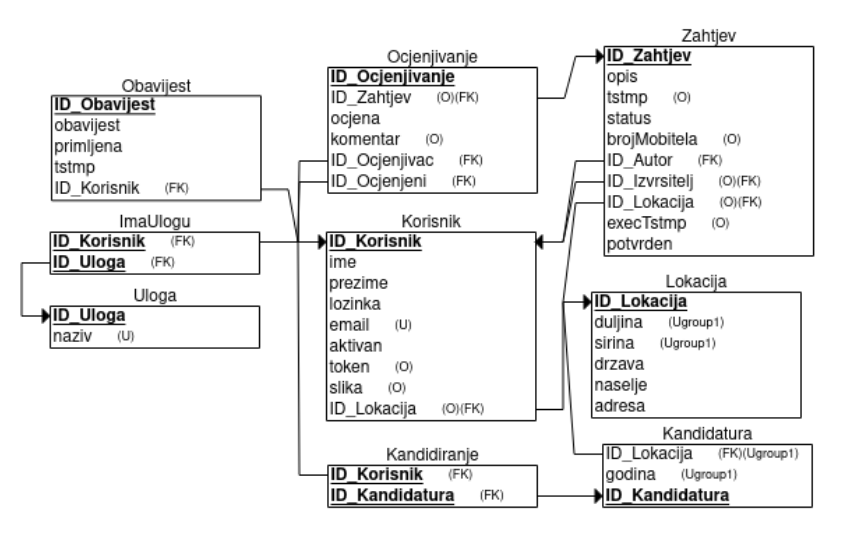 Obavijest
ID_Obavijest
obavijest
primljena
tstmp
ID_Korisnik (FK)
ImaUlogu
ID_Korisnik (FK)
ID_Uloga (FK)
Uloga
ID_Uloga
naziv (U)
Ocjenjivanje
ID_Ocjenjivanje
ID_Zahtjev (O)(FK)
ocjena
komentar (O)
ID_Ocjenjivac (FK)
ID_Ocjenjeni (FK)
Korisnik
ID_Korisnik
ime
prezime
lozinka
email (U)
aktivan
token (O)
slika (O)
ID_Lokacija (O)(FK)
Kandidiranje
ID_Korisnik (FK)
ID_Kandidatura (FK)
Zahtjev
ID_Zahtjev
opis
tstmp (O)
status
brojMobitela (O)
ID_Autor (FK)
ID_Izvrsitelj (O)(FK)
ID_Lokacija (O)(FK)
execTstmp (O)
potvrden
Lokacija
ID_Lokacija
duljina (Ugroup1)
sirina (Ugroup1)
drzava
naselje
adresa
Kandidatura
ID_Lokacija (FK)(Ugroup1)
godina (Ugroup1)
ID_Kandidatura